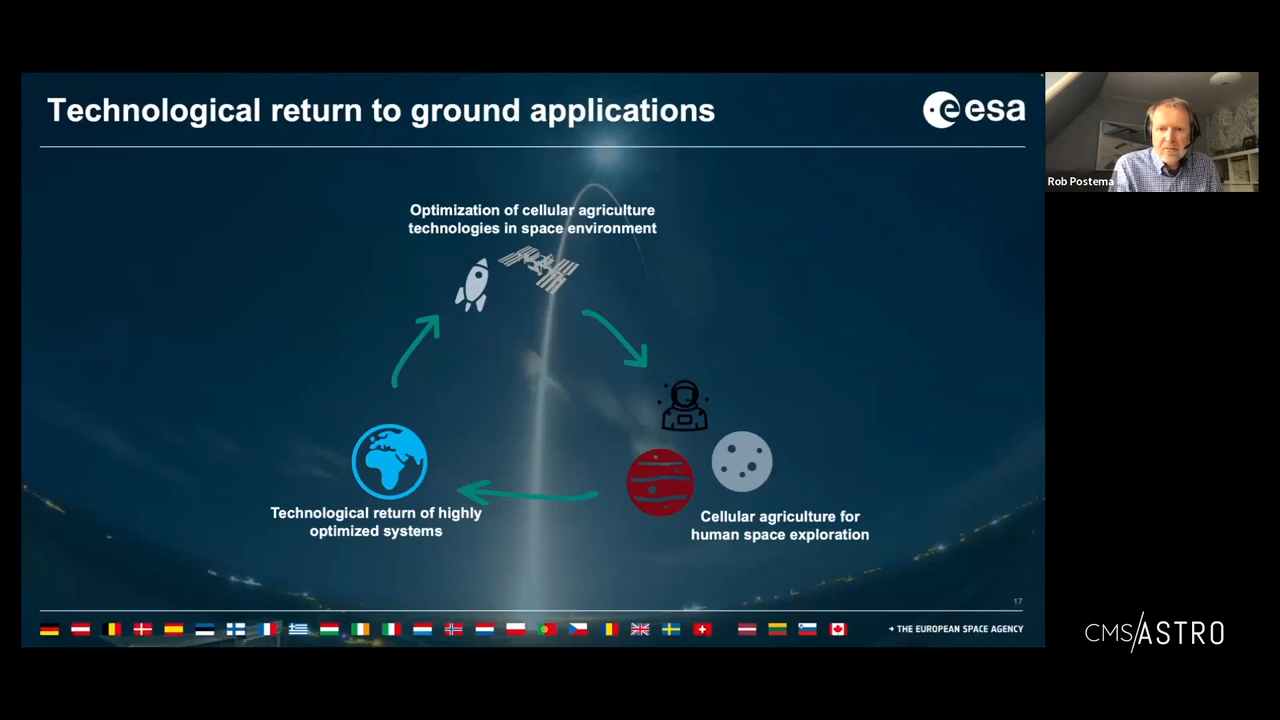 Technological return to ground applications
esa
Rob Postema
Optimization of cellular agriculture
technologies in space environment
Technological return of highly
optimized systems
Cellular agriculture for
human space exploration
17
→ THE EUROPEAN SPACE AGENCY
CMS/ASTRO